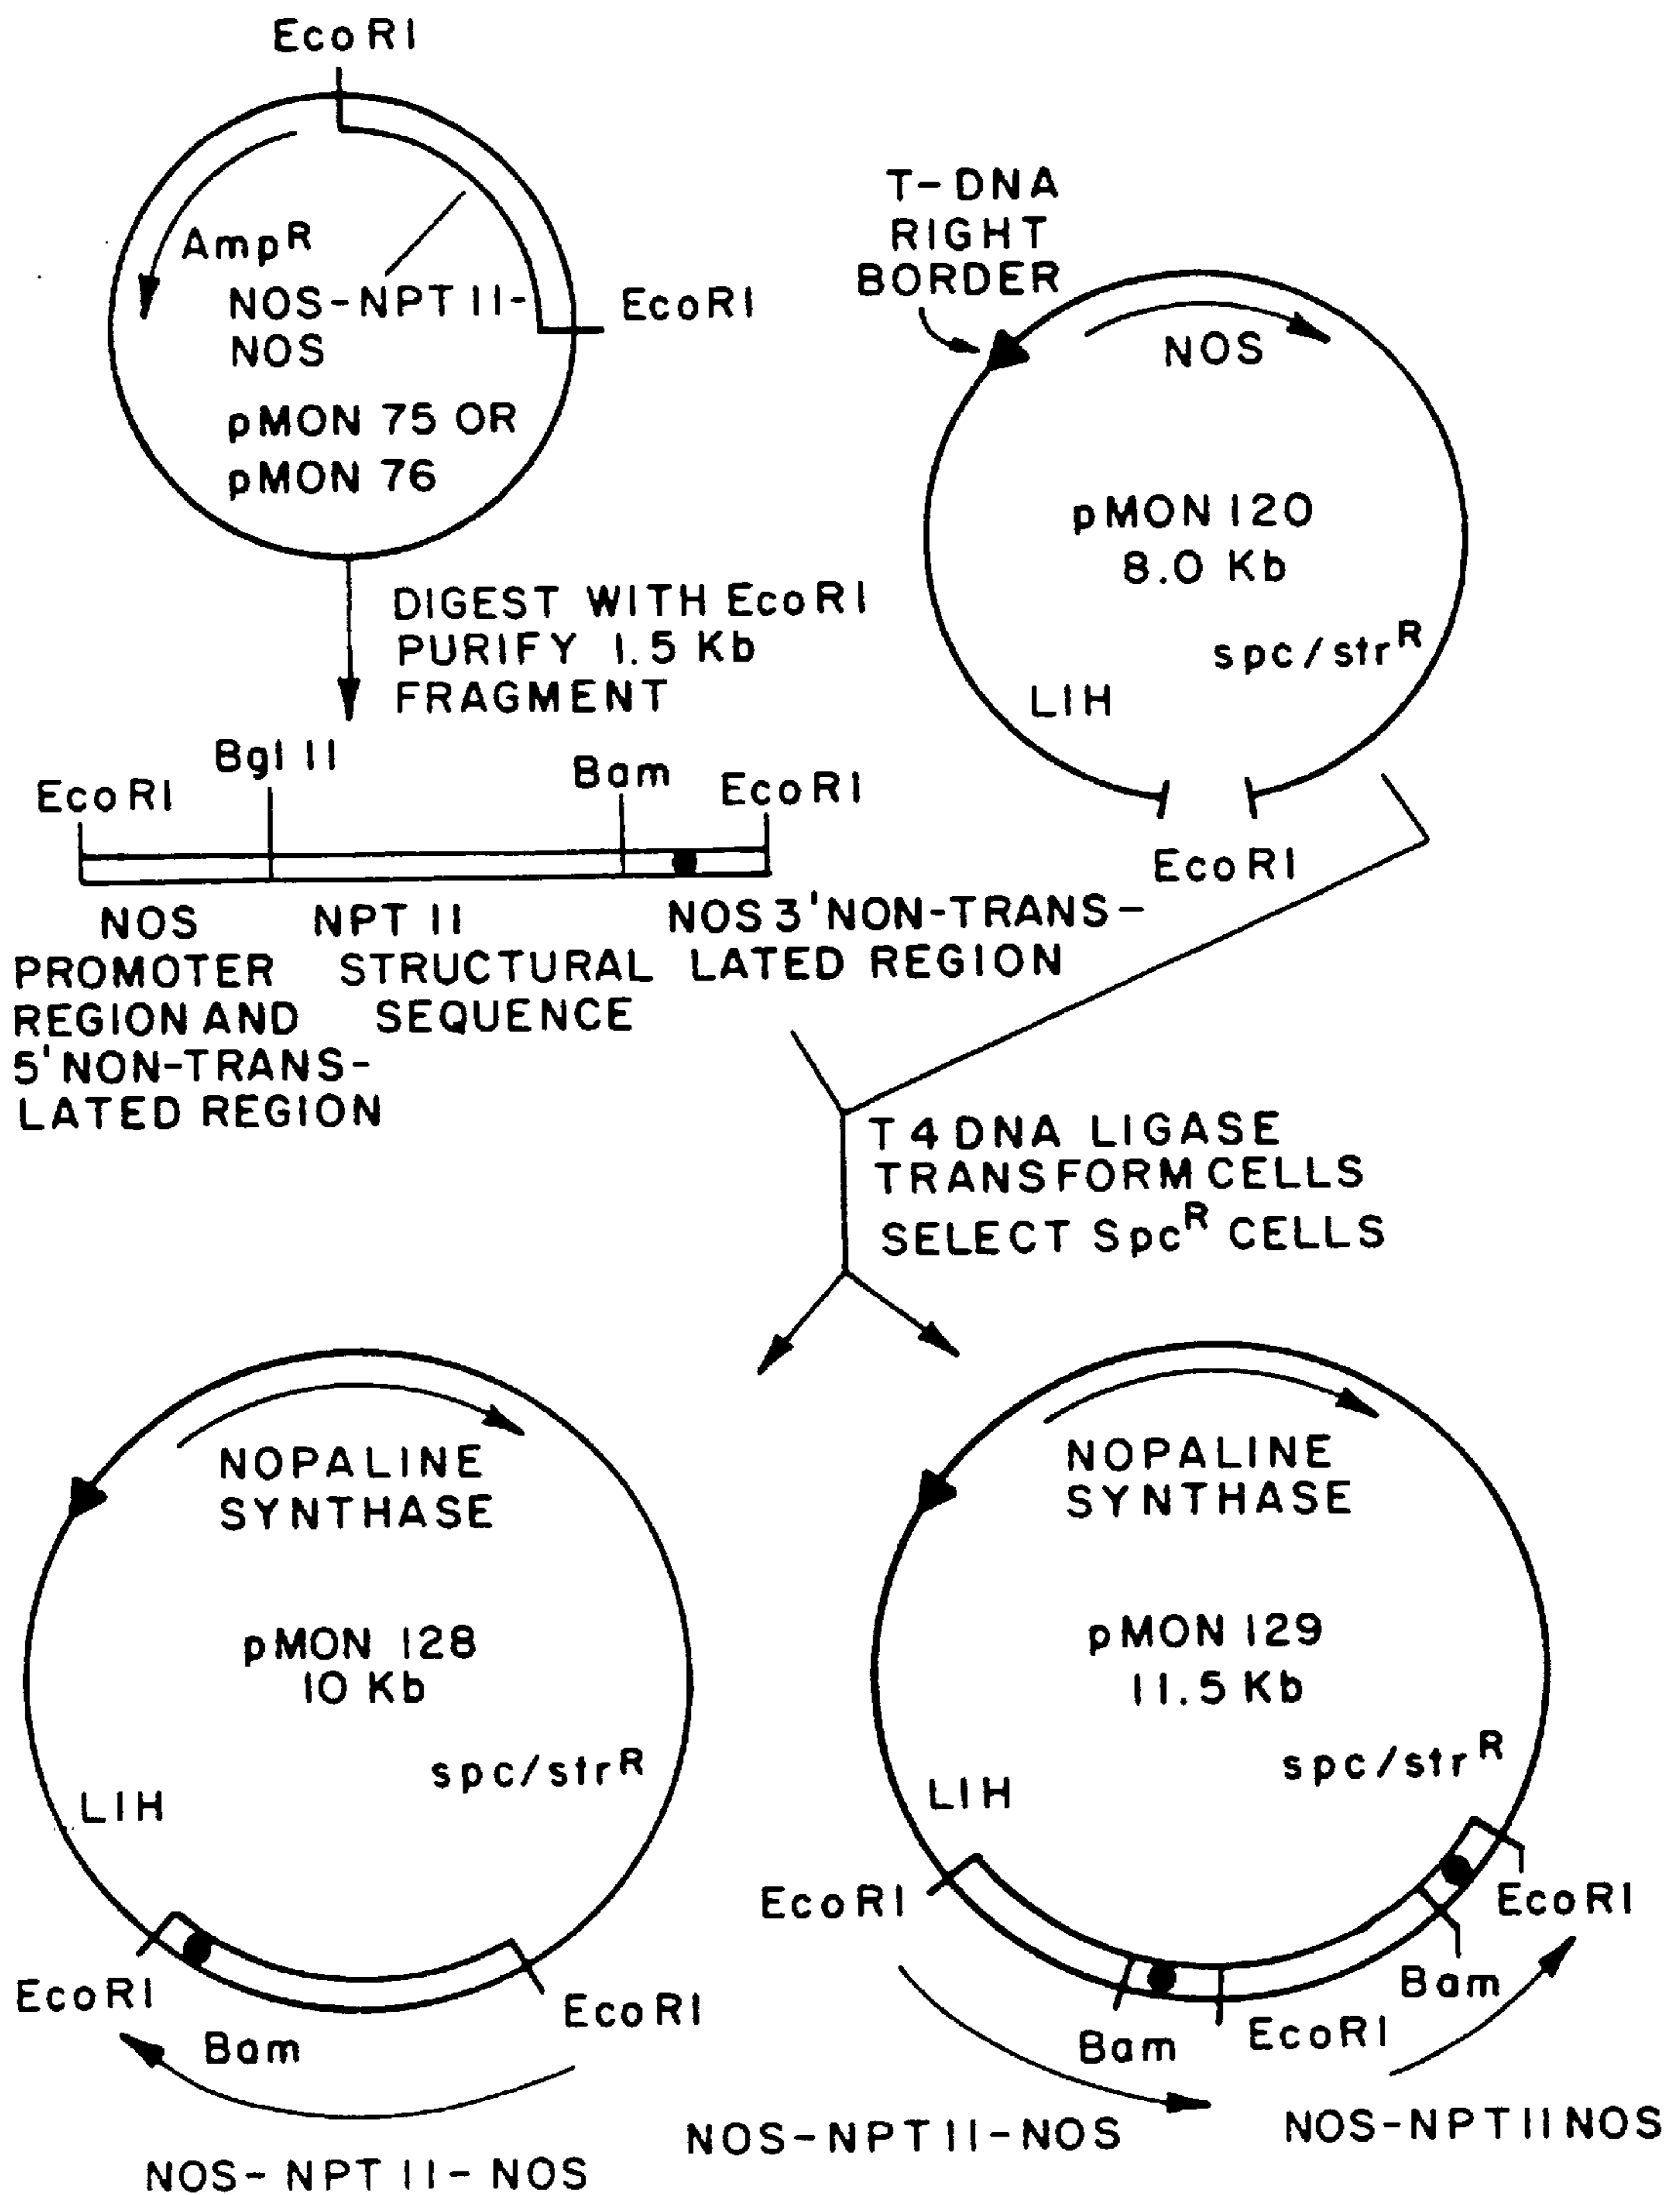 EcoRI
AmpR
NOS-NPT II-
NOS
EcoRI
pMON 75 OR
pMON 76
T-DNA
RIGHT
BORDER
NOS
pMON 120
8.0 Kb
spc/strR
LIH
EcoRI
DIGEST WITH EcoRI
PURIFY 1.5 Kb
FRAGMENT
EcoRI
Bgl II
Bam
EcoRI
NOS
PROMOTER
REGION AND
5'NON-TRANS-
LATED REGION
NPT II
STRUCTURAL
SEQUENCE
NOS 3'NON-TRANS-
LATED REGION
T4 DNA LIGASE
TRANSFORM CELLS
SELECT SpcR CELLS
NOPALINE
SYNTHASE
pMON 128
10 Kb
spc/strR
LIH
EcoRI
Bam
EcoRI
NOS-NPT II-NOS
NOPALINE
SYNTHASE
pMON 129
11.5 Kb
spc/strR
LIH
EcoRI
Bam
EcoRI
Bam
EcoRI
NOS-NPT II-NOS
NOS-NPT II NOS